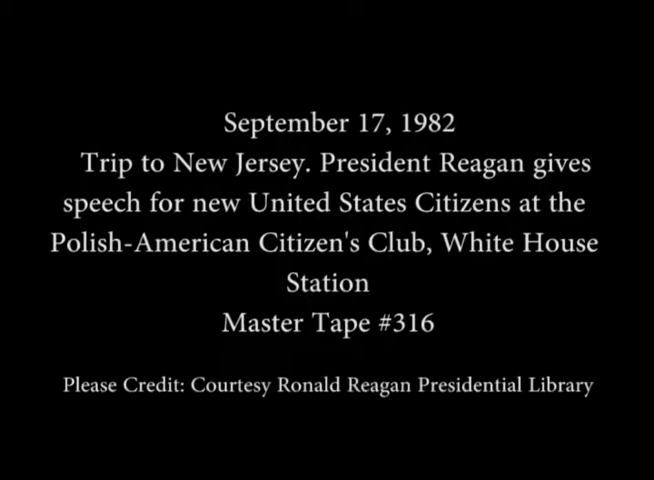 September 17, 1982
Trip to New Jersey. President Reagan gives
speech for new United States Citizens at the
Polish-American Citizen's Club, White House
Station
Master Tape #316
Please Credit: Courtesy Ronald Reagan Presidential Library